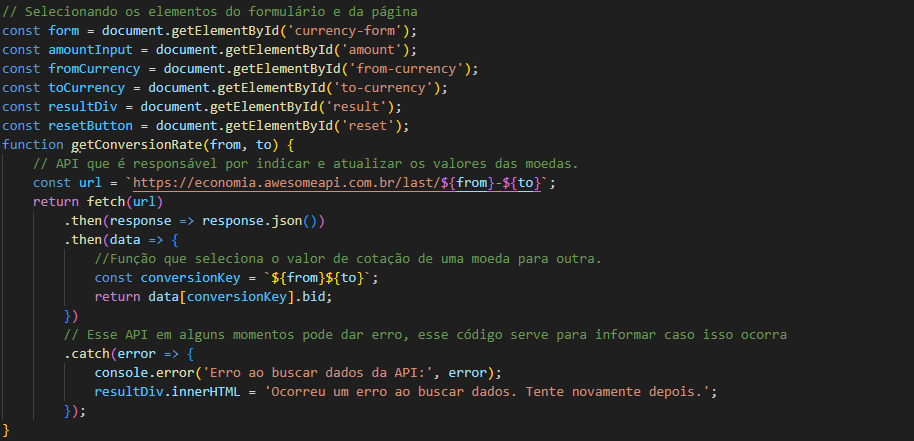 // Selecionando os elementos do formulário e da página
const form = document.getElementById('currency-form');
const amountInput = document.getElementById('amount');
const fromCurrency = document.getElementById('from-currency');
const toCurrency = document.getElementById('to-currency');
const resultDiv = document.getElementById('result');
const resetButton = document.getElementById('reset');
function getConversionRate(from, to) {
    // API que é responsável por indicar e atualizar os valores das moedas.
    const url = `https://economia.awesomeapi.com.br/last/${from}-${to}`;
    return fetch(url)
        .then(response => response.json())
        .then(data => {
            //Função que seleciona o valor de cotação de uma moeda para outra.
            const conversionKey = `${from}${to}`;
            return data[conversionKey].bid;
        })
        // Esse API em alguns momentos pode dar erro, esse código serve para informar caso isso ocorra
        .catch(error => {
            console.error('Erro ao buscar dados da API:', error);
            resultDiv.innerHTML = 'Ocorreu um erro ao buscar dados. Tente novamente depois.';
        });
}